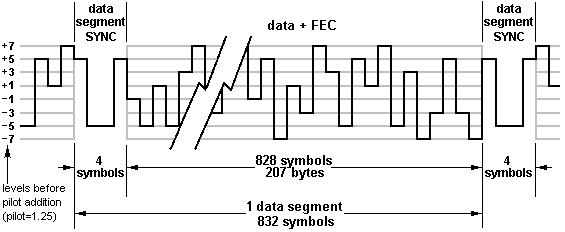 data
segment
SYNC
data + FEC
data
segment
SYNC
+7
+5
+3
+1
−1
−3
−5
−7
4
symbols
828 symbols
207 bytes
4
symbols
levels before
pilot addition
(pilot=1.25)
1 data segment
832 symbols